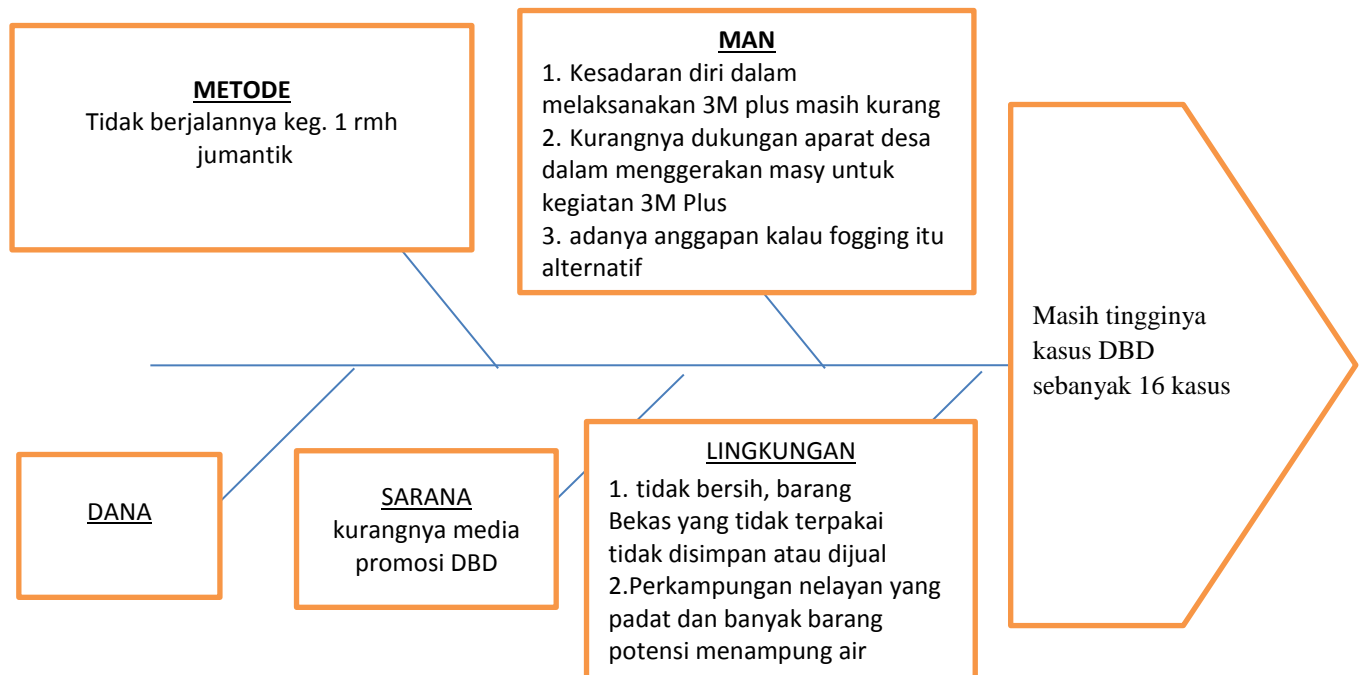 METODE
Tidak berjalannya keg. 1 rmh
jumantik
MAN
1. Kesadaran diri dalam
melaksanakan 3M plus masih kurang
2. Kurangnya dukungan aparat desa
dalam menggerakan masy untuk
kegiatan 3M Plus
3. adanya anggapan kalau fogging itu
alternatif
Masih tingginya
kasus DBD
sebanyak 16 kasus
DANA
SARANA
kurangnya media
promosi DBD
LINGKUNGAN
1. tidak bersih, barang
Bekas yang tidak terpakai
tidak disimpan atau dijual
2.Perkampungan nelayan yang
padat dan banyak barang
potensi menampung air